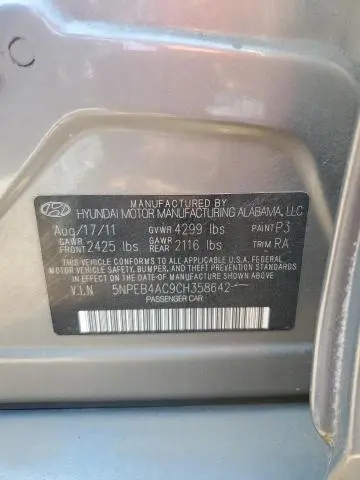 C
MANUFACTURED BY
HYUNDAI MOTOR MANUFACTURING ALABAMA, LLC
Aug/17/11 GVWR 4299 lbs PAINT P3
GAWR FRONT 2425 lbs GAWR REAR 2116 lbs TRIM RA
THIS VEHICLE CONFORMS TO ALL APPLICABLE U.S.A. FEDERAL
MOTOR VEHICLE SAFETY, BUMPER,
AND THEFT PREVENTION STANDARDS IN EFFECT ON
THE DATE OF MANUFACTURE SHOWN ABOVE.
V.I.N 5NPEB4AC9CH358642
PASSENGER CAR